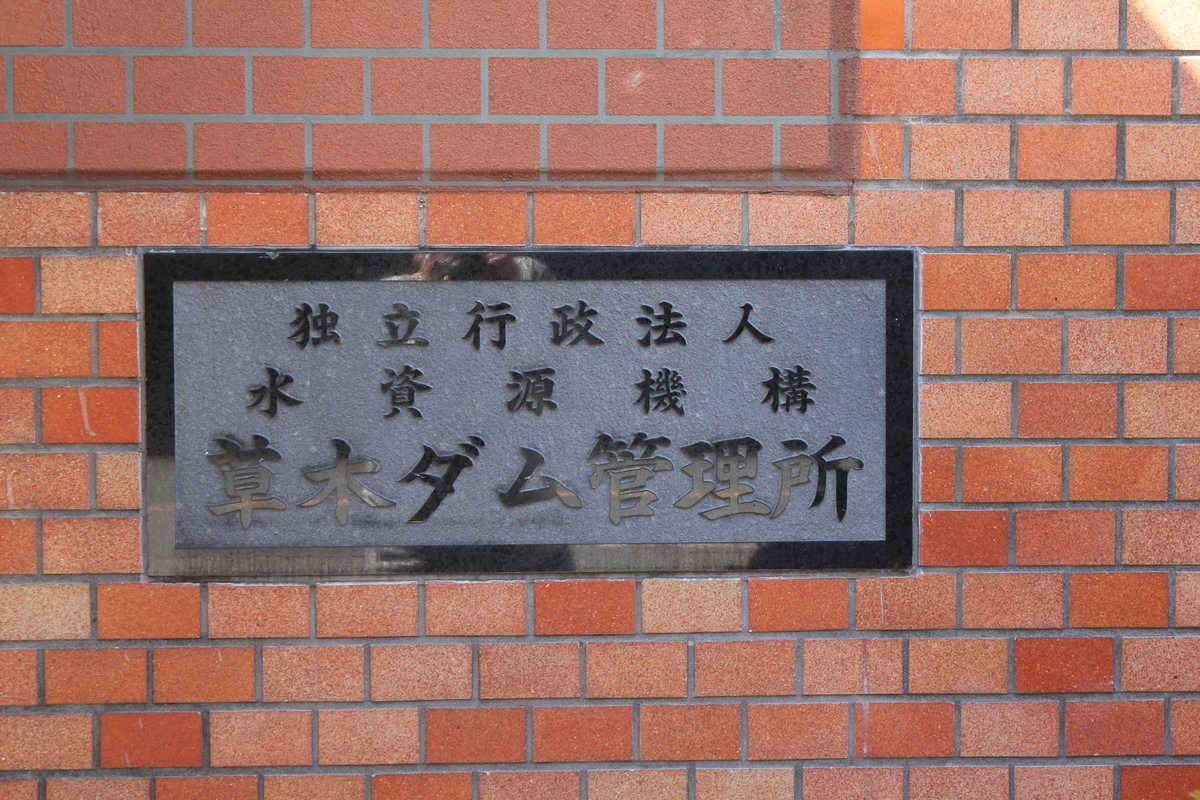 独立行政法人
水資源機構
草木ダム管理所